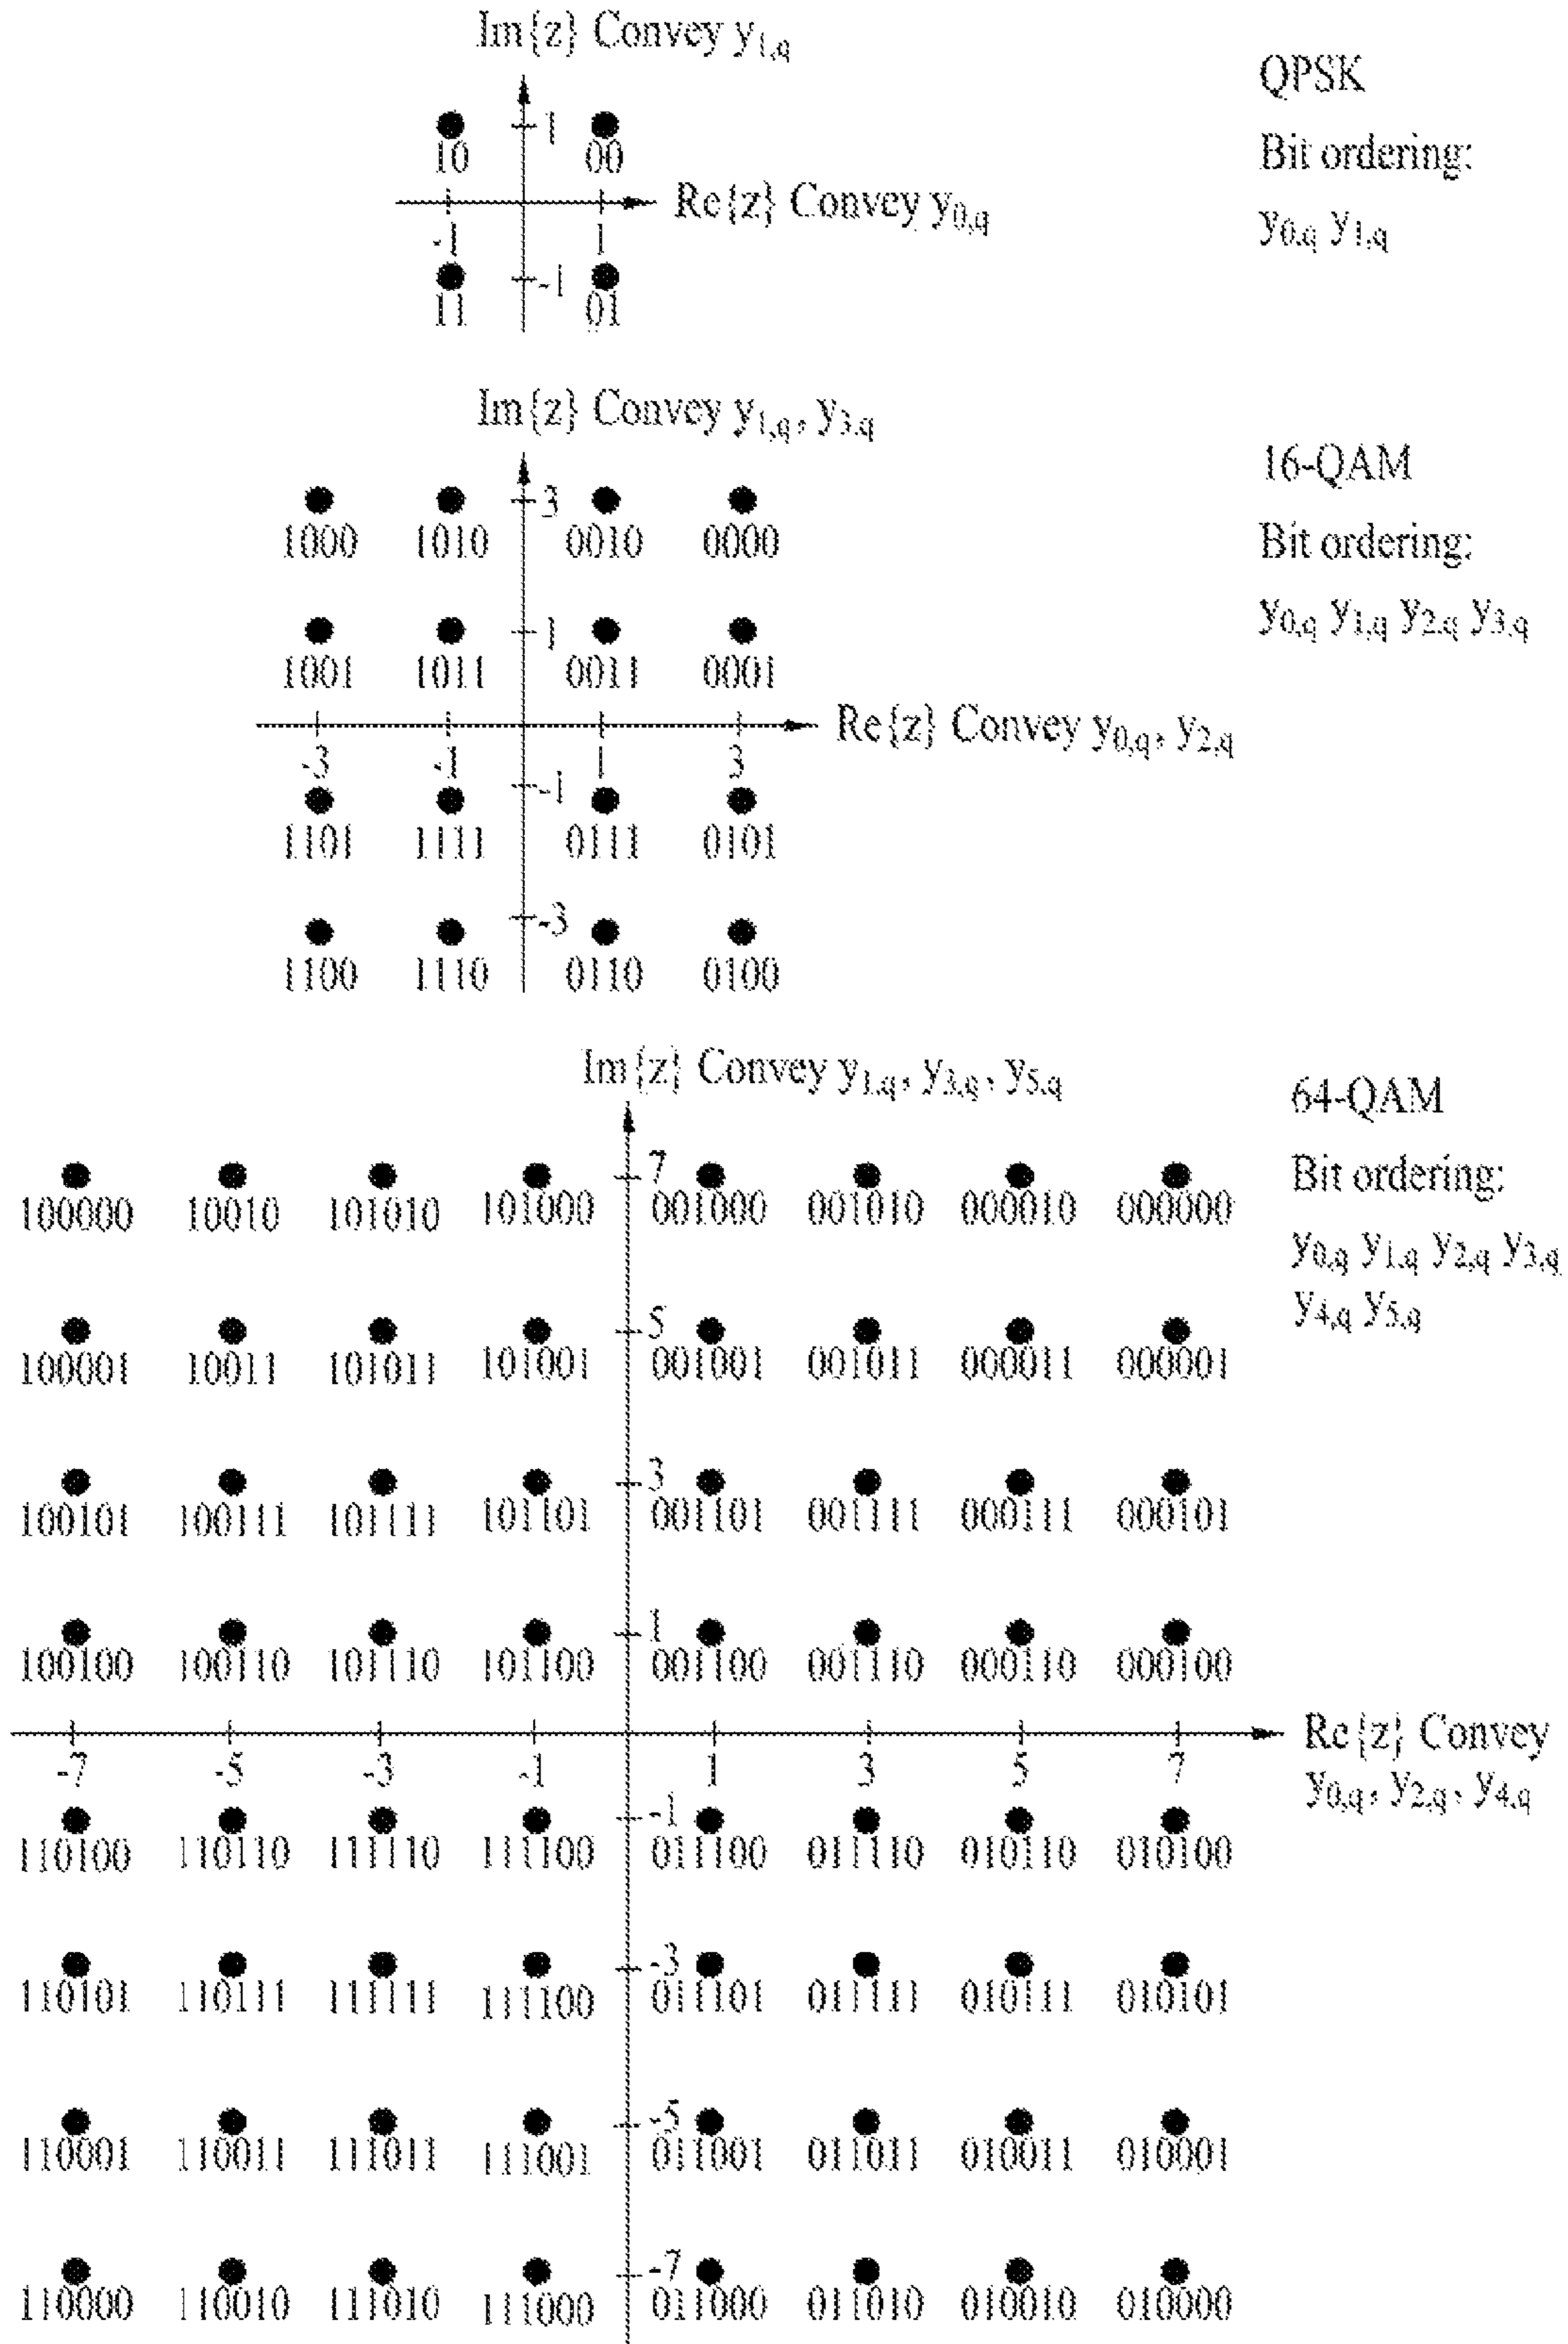 Im{z} Convey y1,q
QPSK
Bit ordering:
y0,q y1,q
1
10 00
Re{z} Convey y0,q
-1 1
-1
11 01
Im{z} Convey y1,q, y3,q
16-QAM
Bit ordering:
y0,q y1,q y2,q y3,q
3
1000 1010 0010 0000
1
1001 1011 0011 0001
Re{z} Convey y0,q, y2,q
-3 -1 1 3
-1
1101 1111 0111 0101
-3
1100 1110 0110 0100
Im{z} Convey y1,q, y3,q, y5,q
64-QAM
Bit ordering:
y0,q y1,q y2,q y3,q
y4,q y5,q
7
100000 10010 101010 101000 001000 001010 000010 000000
5
100001 10011 101011 101001 001001 001011 000011 000001
3
100101 100111 101111 101101 001101 001111 000111 000101
1
100100 100110 101110 101100 001100 001110 000110 000100
Re{z} Convey
y0,q, y2,q, y4,q
-7 -5 -3 -1 1 3 5 7
-1
110100 110110 111110 111100 011100 011110 010110 010100
-3
110101 110111 111111 111100 011101 011111 010111 010101
-5
110001 110011 111011 111001 011001 011011 010011 010001
-7
110000 110010 111010 111000 011000 011010 010010 010000